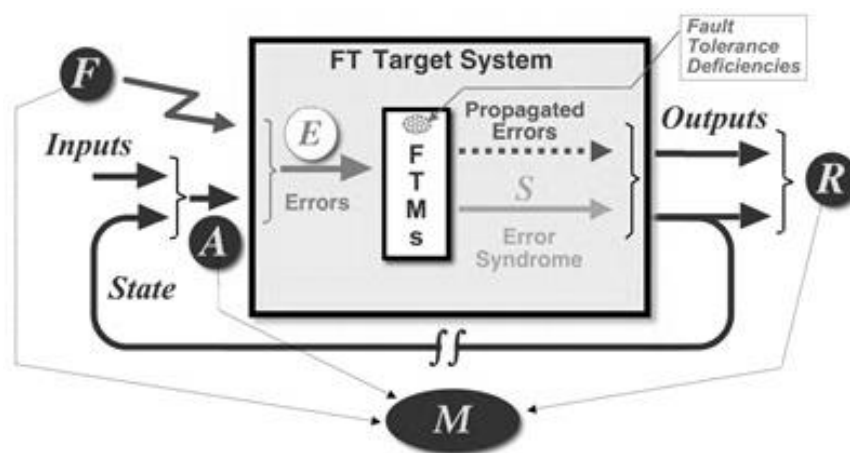 Fault
Tolerance
Deficiencies
FT Target System
F
E
Propagated
Errors
Outputs
Inputs
F
T
M
s
R
Errors
S
A
Error
Syndrome
State
M